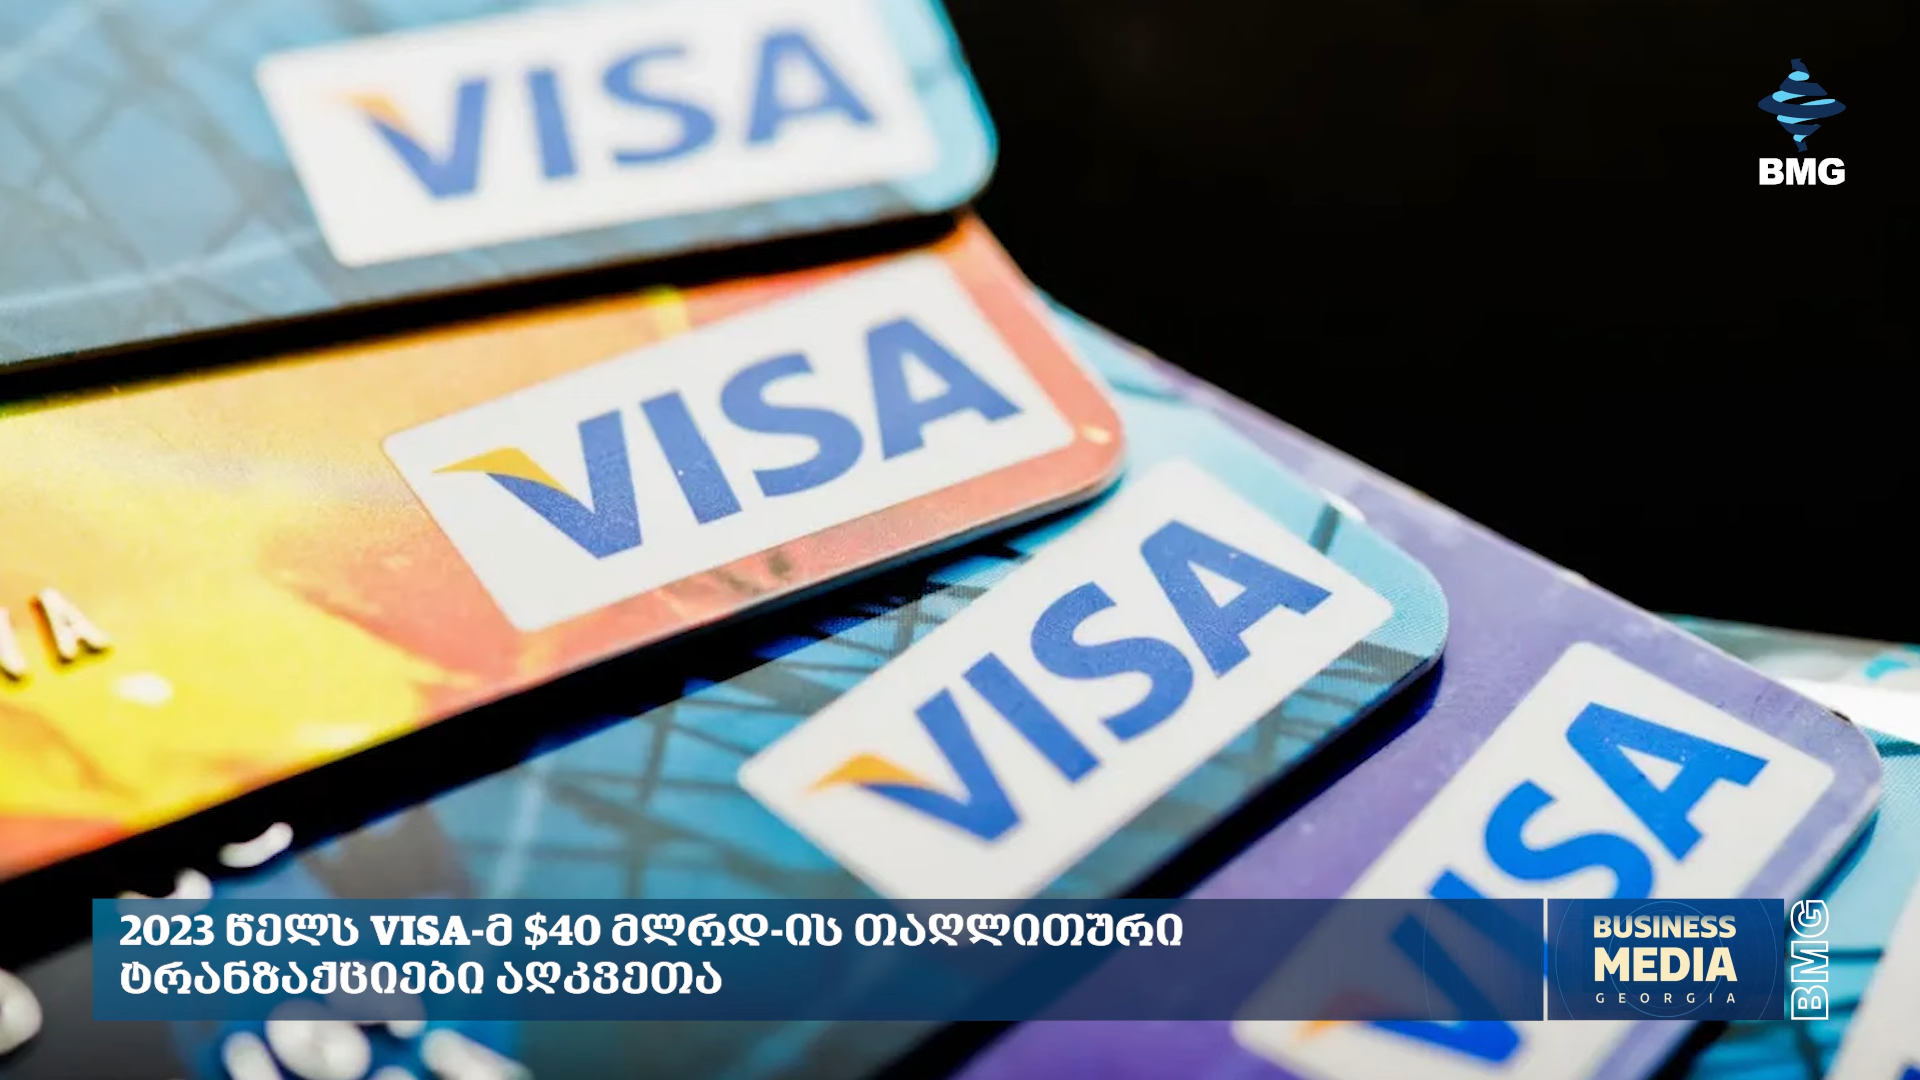 VISA
BMG
VISA
VISA
VISA
2023 წელს VISA-მ $40 მლრდ-ის თაღლითური
ტრანზაქციები აღკვეთა
BUSINESS
MEDIA
GEORGIA
BMG